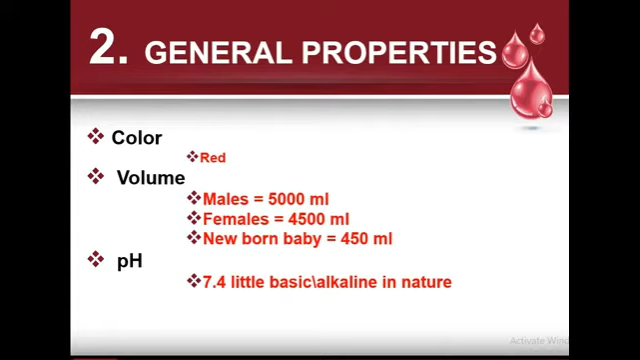 2. GENERAL PROPERTIES
Color
Red
Volume
Males = 5000 ml
Females = 4500 ml
New born baby = 450 ml
pH
7.4 little basic\alkaline in nature
Activate Wind